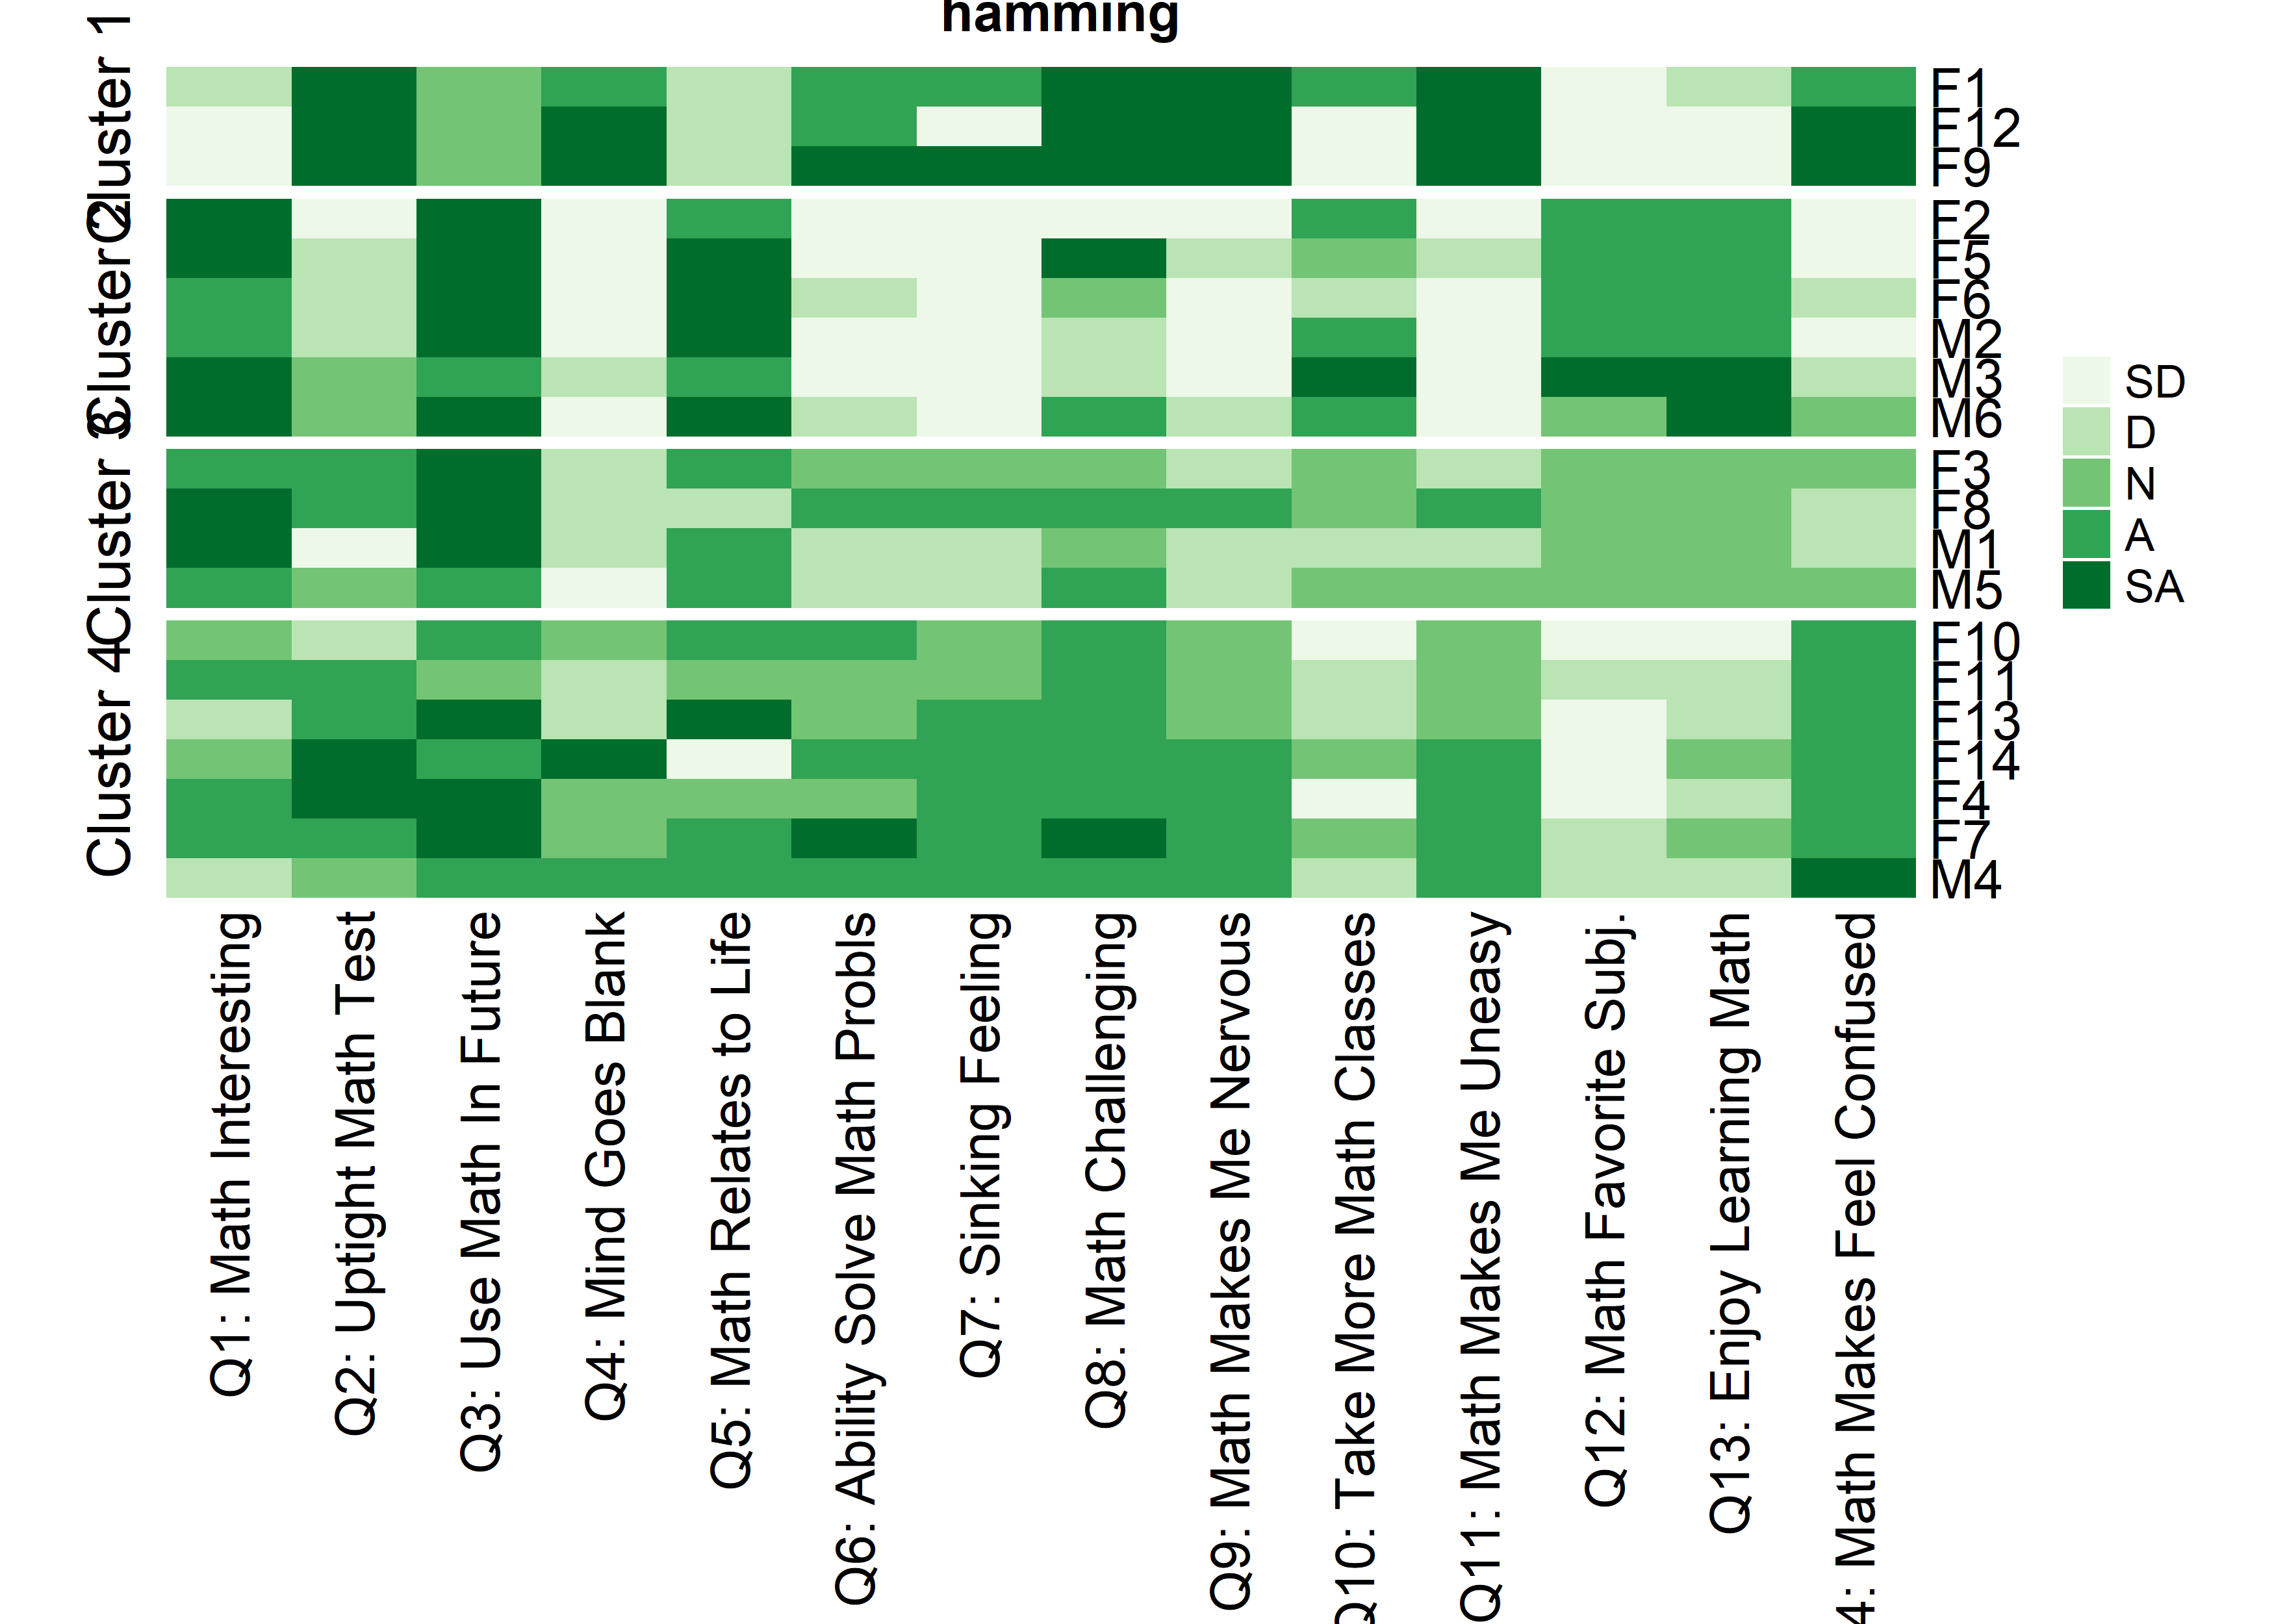 hamming
Cluster 1
Cluster 2
Cluster 3
Cluster 4
F1
F12
F9
F2
F5
F6
M2
M3
M6
F3
F8
M1
M5
F10
F11
F13
F14
F4
F7
M4
SD
D
N
A
SA
Q1: Math Interesting
Q2: Uptight Math Test
Q3: Use Math In Future
Q4: Mind Goes Blank
Q5: Math Relates to Life
Q6: Ability Solve Math Probls
Q7: Sinking Feeling
Q8: Math Challenging
Q9: Math Makes Me Nervous
Q10: Take More Math Classes
Q11: Math Makes Me Uneasy
Q12: Math Favorite Subj.
Q13: Enjoy Learning Math
4: Math Makes Feel Confused